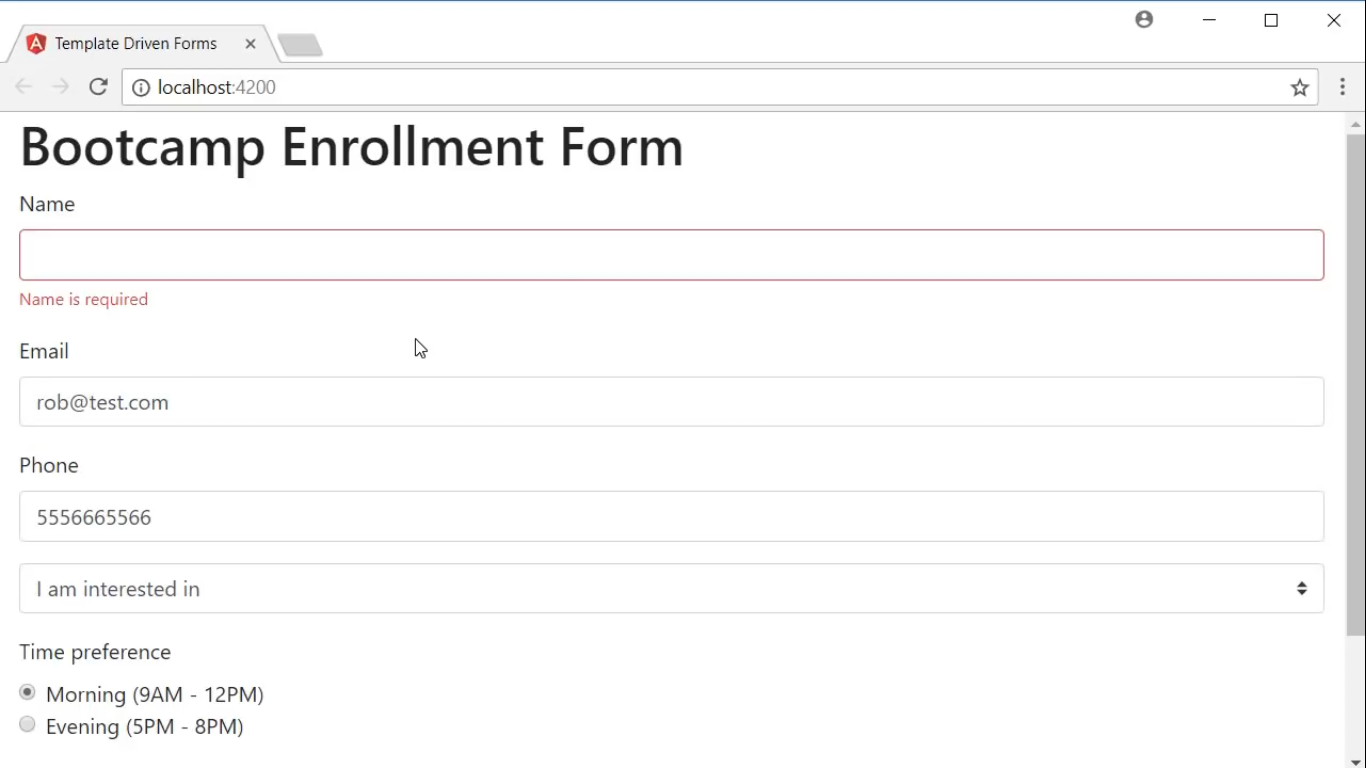 Template Driven Forms
localhost:4200
Bootcamp Enrollment Form
Name
Name is required
Email
rob@test.com
Phone
5556665566
I am interested in
Time preference
Morning (9AM - 12PM)
Evening (5PM - 8PM)